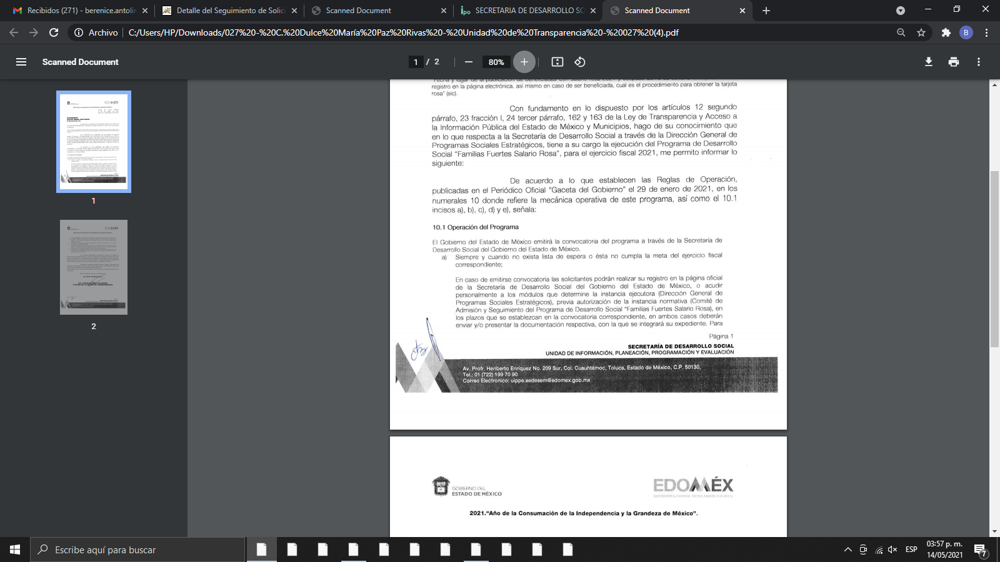 Recibidos (271) - berenice.antolin
Detalle del Seguimiento de Solici
Scanned Document
SECRETARIA DE DESARROLLO SO
Scanned Document
Archivo
C:/Users/HP/Downloads/027%20-%20C.%20Dulce%20María%20Paz%20Rivas%20-%20Unidad%20de%20Transparencia%20-%20027%20(4).pdf
B
Scanned Document
1 / 2
80%
1
2
registro en la página electrónica, así mismo en caso de ser beneficiada, cual es el procedimiento para obtener la tarjeta
rosa" (sic).
Con fundamento en lo dispuesto por los artículos 12 segundo
párrafo, 23 fracción I, 24 tercer párrafo, 162 y 163 de la Ley de Transparencia y Acceso a
la Información Pública del Estado de México y Municipios, hago de su conocimiento que
en lo que respecta a la Secretaría de Desarrollo Social a través de la Dirección General de
Programas Sociales Estratégicos, tiene a su cargo la ejecución del Programa de Desarrollo
Social "Familias Fuertes Salario Rosa", para el ejercicio fiscal 2021, me permito informar lo
siguiente:
De acuerdo a lo que establecen las Reglas de Operación,
publicadas en el Periódico Oficial "Gaceta del Gobierno" el 29 de enero de 2021, en los
numerales 10 donde refiere la mecánica operativa de este programa, así como el 10.1
incisos a), b), c), d) y e), señala:
10.1 Operación del Programa
El Gobierno del Estado de México emitirá la convocatoria del programa a través de la Secretaría de
Desarrollo Social del Gobierno del Estado de México.
a) Siempre y cuando no exista lista de espera o ésta no cumpla la meta del ejercicio fiscal
correspondiente;
En caso de emitirse convocatoria las solicitantes podrán realizar su registro en la página oficial
de la Secretaría de Desarrollo Social del Gobierno del Estado de México, o acudir
personalmente a los módulos que determine la instancia ejecutora (Dirección General de
Programas Sociales Estratégicos), previa autorización de la instancia normativa (Comité de
Admisión y Seguimiento del Programa de Desarrollo Social "Familias Fuertes Salario Rosa), en
los plazos que se establezcan en la convocatoria correspondiente, en ambos casos deberán
enviar y/o presentar la documentación respectiva, con la que se integrará su expediente. Para
Página 1
SECRETARÍA DE DESARROLLO SOCIAL
UNIDAD DE INFORMACIÓN, PLANEACIÓN, PROGRAMACIÓN Y EVALUACIÓN
Av. Profr. Heriberto Enriquez No. 209 Sur, Col. Cuauhtémoc, Toluca, Estado de México, C.P. 50130,
Tel.: 01 (722) 199 70 90
Correo Electronico: uippe.sedesem@edomex.gob.mx
GOBIERNO DEL
ESTADO DE MÉXICO
EDOMÉX
DECISIONES FIRMES, RESULTADOS FUERTES.
2021."Año de la Consumación de la Independencia y la Grandeza de México".
Escribe aquí para buscar
ESP
03:57 p. m.
14/05/2021
7